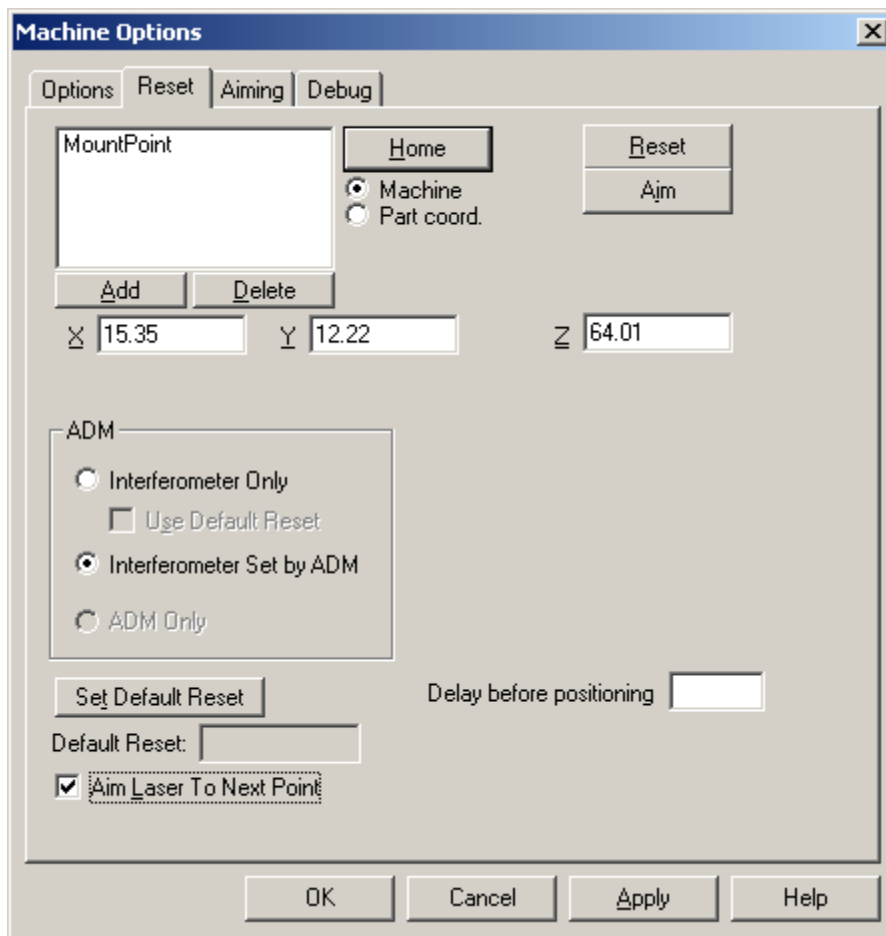 Machine Options
Options Reset Aiming Debug
MountPoint
Home
Reset
Machine
Aim
Part coord.
Add Delete
X 15.35 Y 12.22 Z 64.01
ADM
Interferometer Only
Use Default Reset
Interferometer Set by ADM
ADM Only
Set Default Reset Delay before positioning
Default Reset:
Aim Laser To Next Point
OK Cancel Apply Help